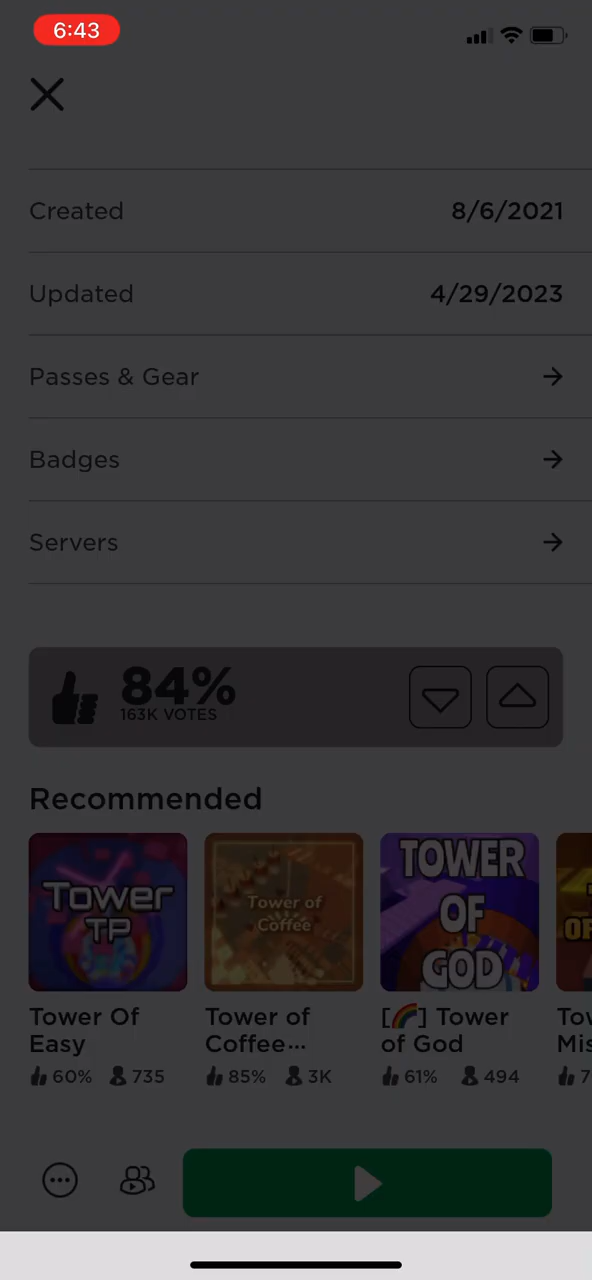 6:43
Created 8/6/2021
Updated 4/29/2023
Passes & Gear
Badges
Servers
84%
163K VOTES
Recommended
Tower TP
Tower of Coffee
TOWER OF GOD
Tower Of Easy
Tower of Coffee...
[🌈] Tower of God
60% 735
85% 3K
61% 494